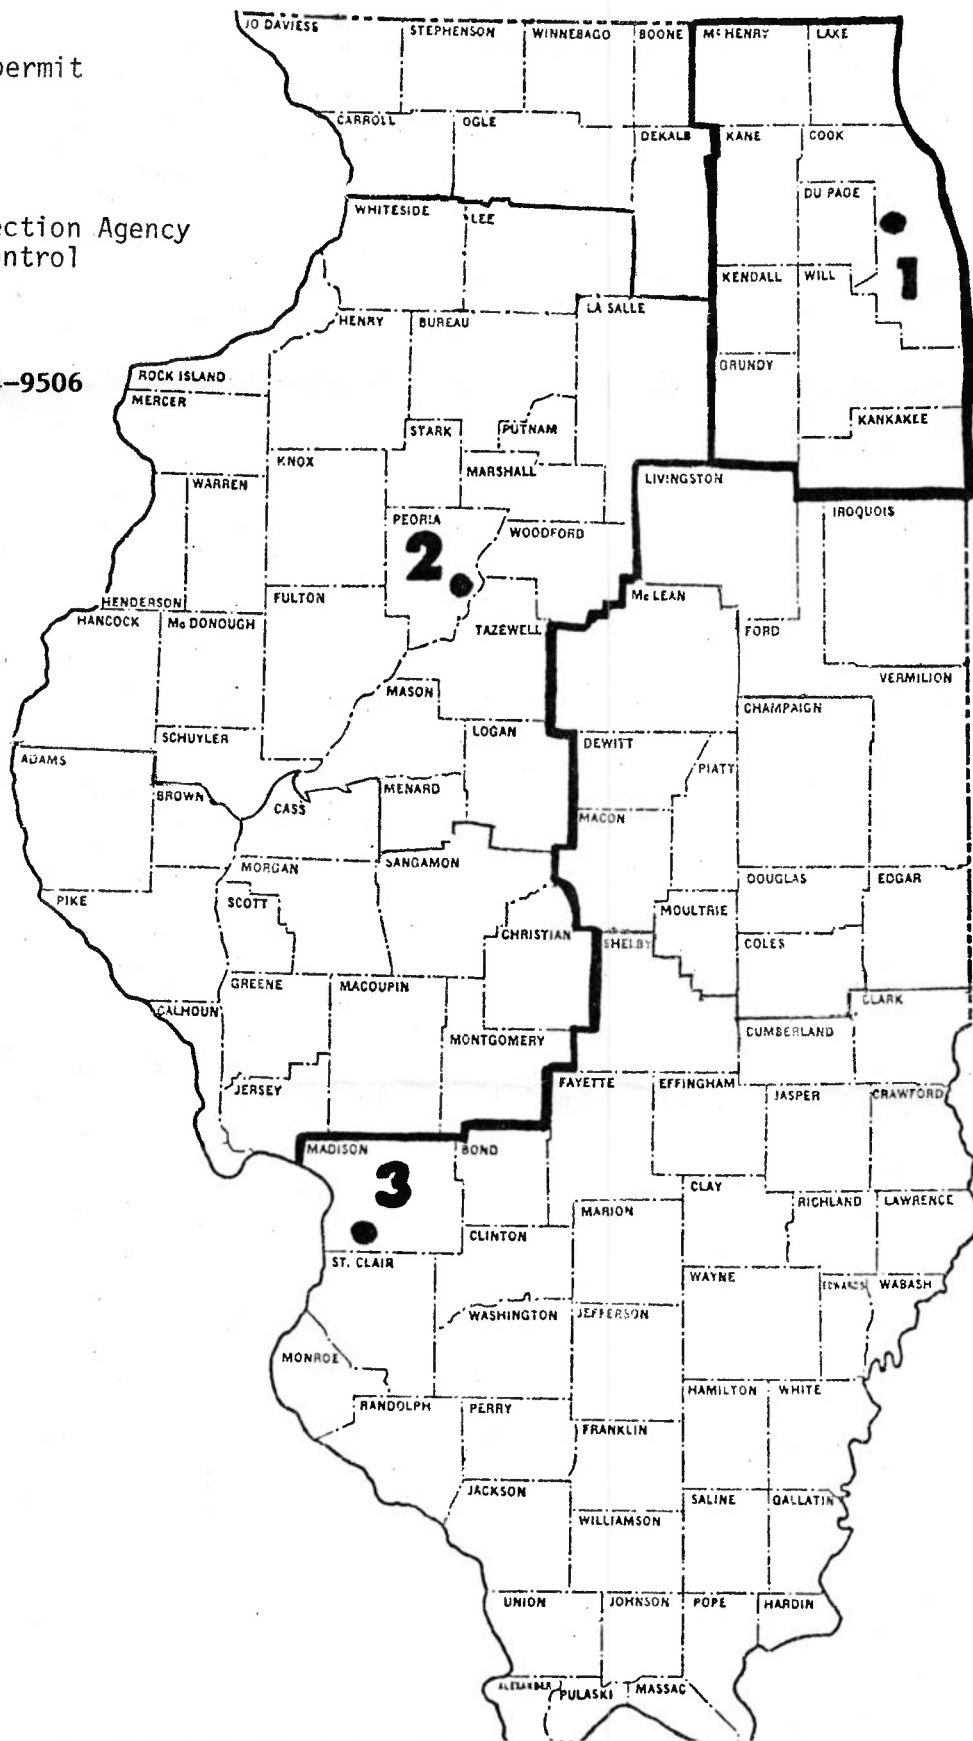 permit
ection Agency
ontrol
-9506
JO DAVIESS
STEPHENSON
WINNEBAGO
BOONE
McHENRY
LAKE
CARROLL
OGLE
DEKALB
KANE
COOK
DU PAGE
WHITESIDE
LEE
1
KENDALL
WILL
LA SALLE
HENRY
BUREAU
GRUNDY
ROCK ISLAND
MERCER
KANKAKEE
STARK
PUTNAM
KNOX
MARSHALL
WARREN
LIVINGSTON
IROQUOIS
PEORIA
WOODFORD
2
McLEAN
HENDERSON
FULTON
HANCOCK
McDONOUGH
TAZEWELL
FORD
VERMILION
MASON
CHAMPAIGN
LOGAN
SCHUYLER
DEWITT
ADAMS
PIATT
BROWN
CASS
MENARD
MACON
MORGAN
SANGAMON
DOUGLAS
EDGAR
PIKE
SCOTT
MOULTRIE
CHRISTIAN
SHELBY
COLES
GREENE
MACOUPIN
CLARK
CALHOUN
CUMBERLAND
MONTGOMERY
JERSEY
FAYETTE
EFFINGHAM
JASPER
CRAWFORD
MADISON
BOND
3
CLAY
RICHLAND
LAWRENCE
MARION
CLINTON
ST. CLAIR
WAYNE
EDWARDS
WABASH
WASHINGTON
JEFFERSON
MONROE
HAMILTON
WHITE
RANDOLPH
PERRY
FRANKLIN
JACKSON
SALINE
GALLATIN
WILLIAMSON
UNION
JOHNSON
POPE
HARDIN
ALEXANDER
PULASKI
MASSAC